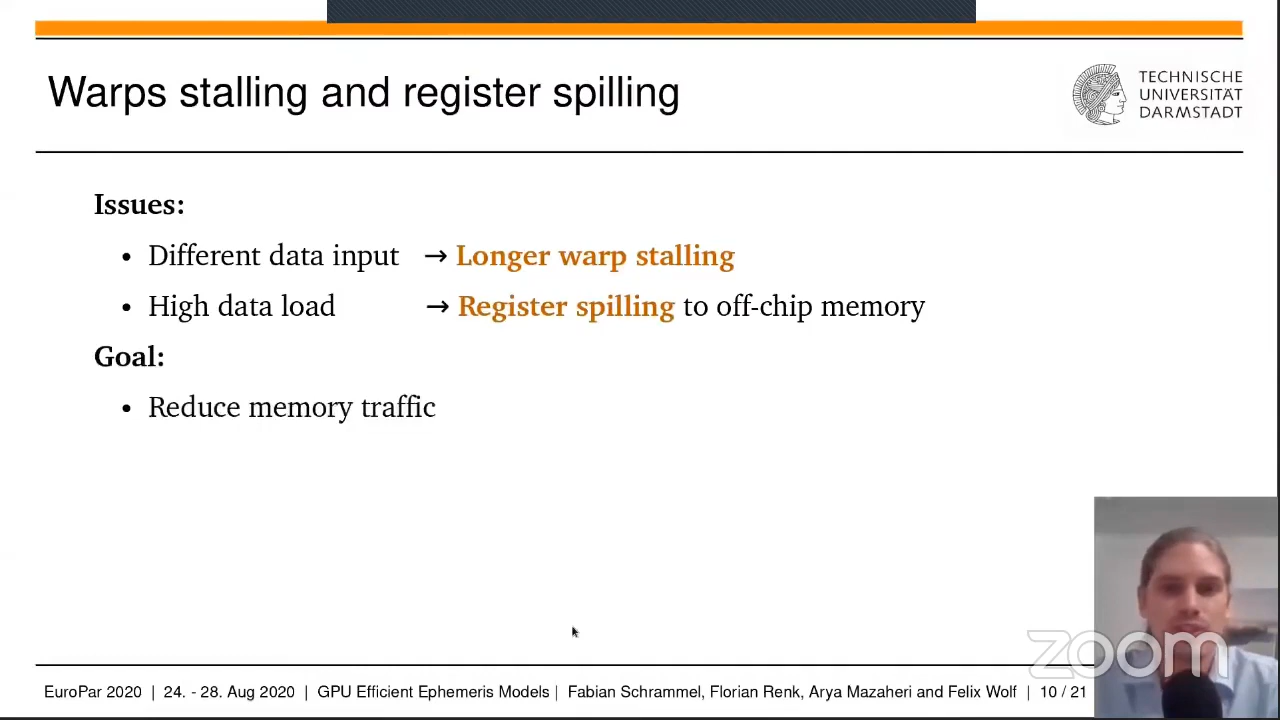 Warps stalling and register spilling
TECHNISCHE
UNIVERSITÄT
DARMSTADT
Issues:
• Different data input → Longer warp stalling
• High data load → Register spilling to off-chip memory
Goal:
• Reduce memory traffic
zoom
EuroPar 2020 | 24. - 28. Aug 2020 | GPU Efficient Ephemeris Models | Fabian Schrammel, Florian Renk, Arya Mazaheri and Felix Wolf | 10 / 21